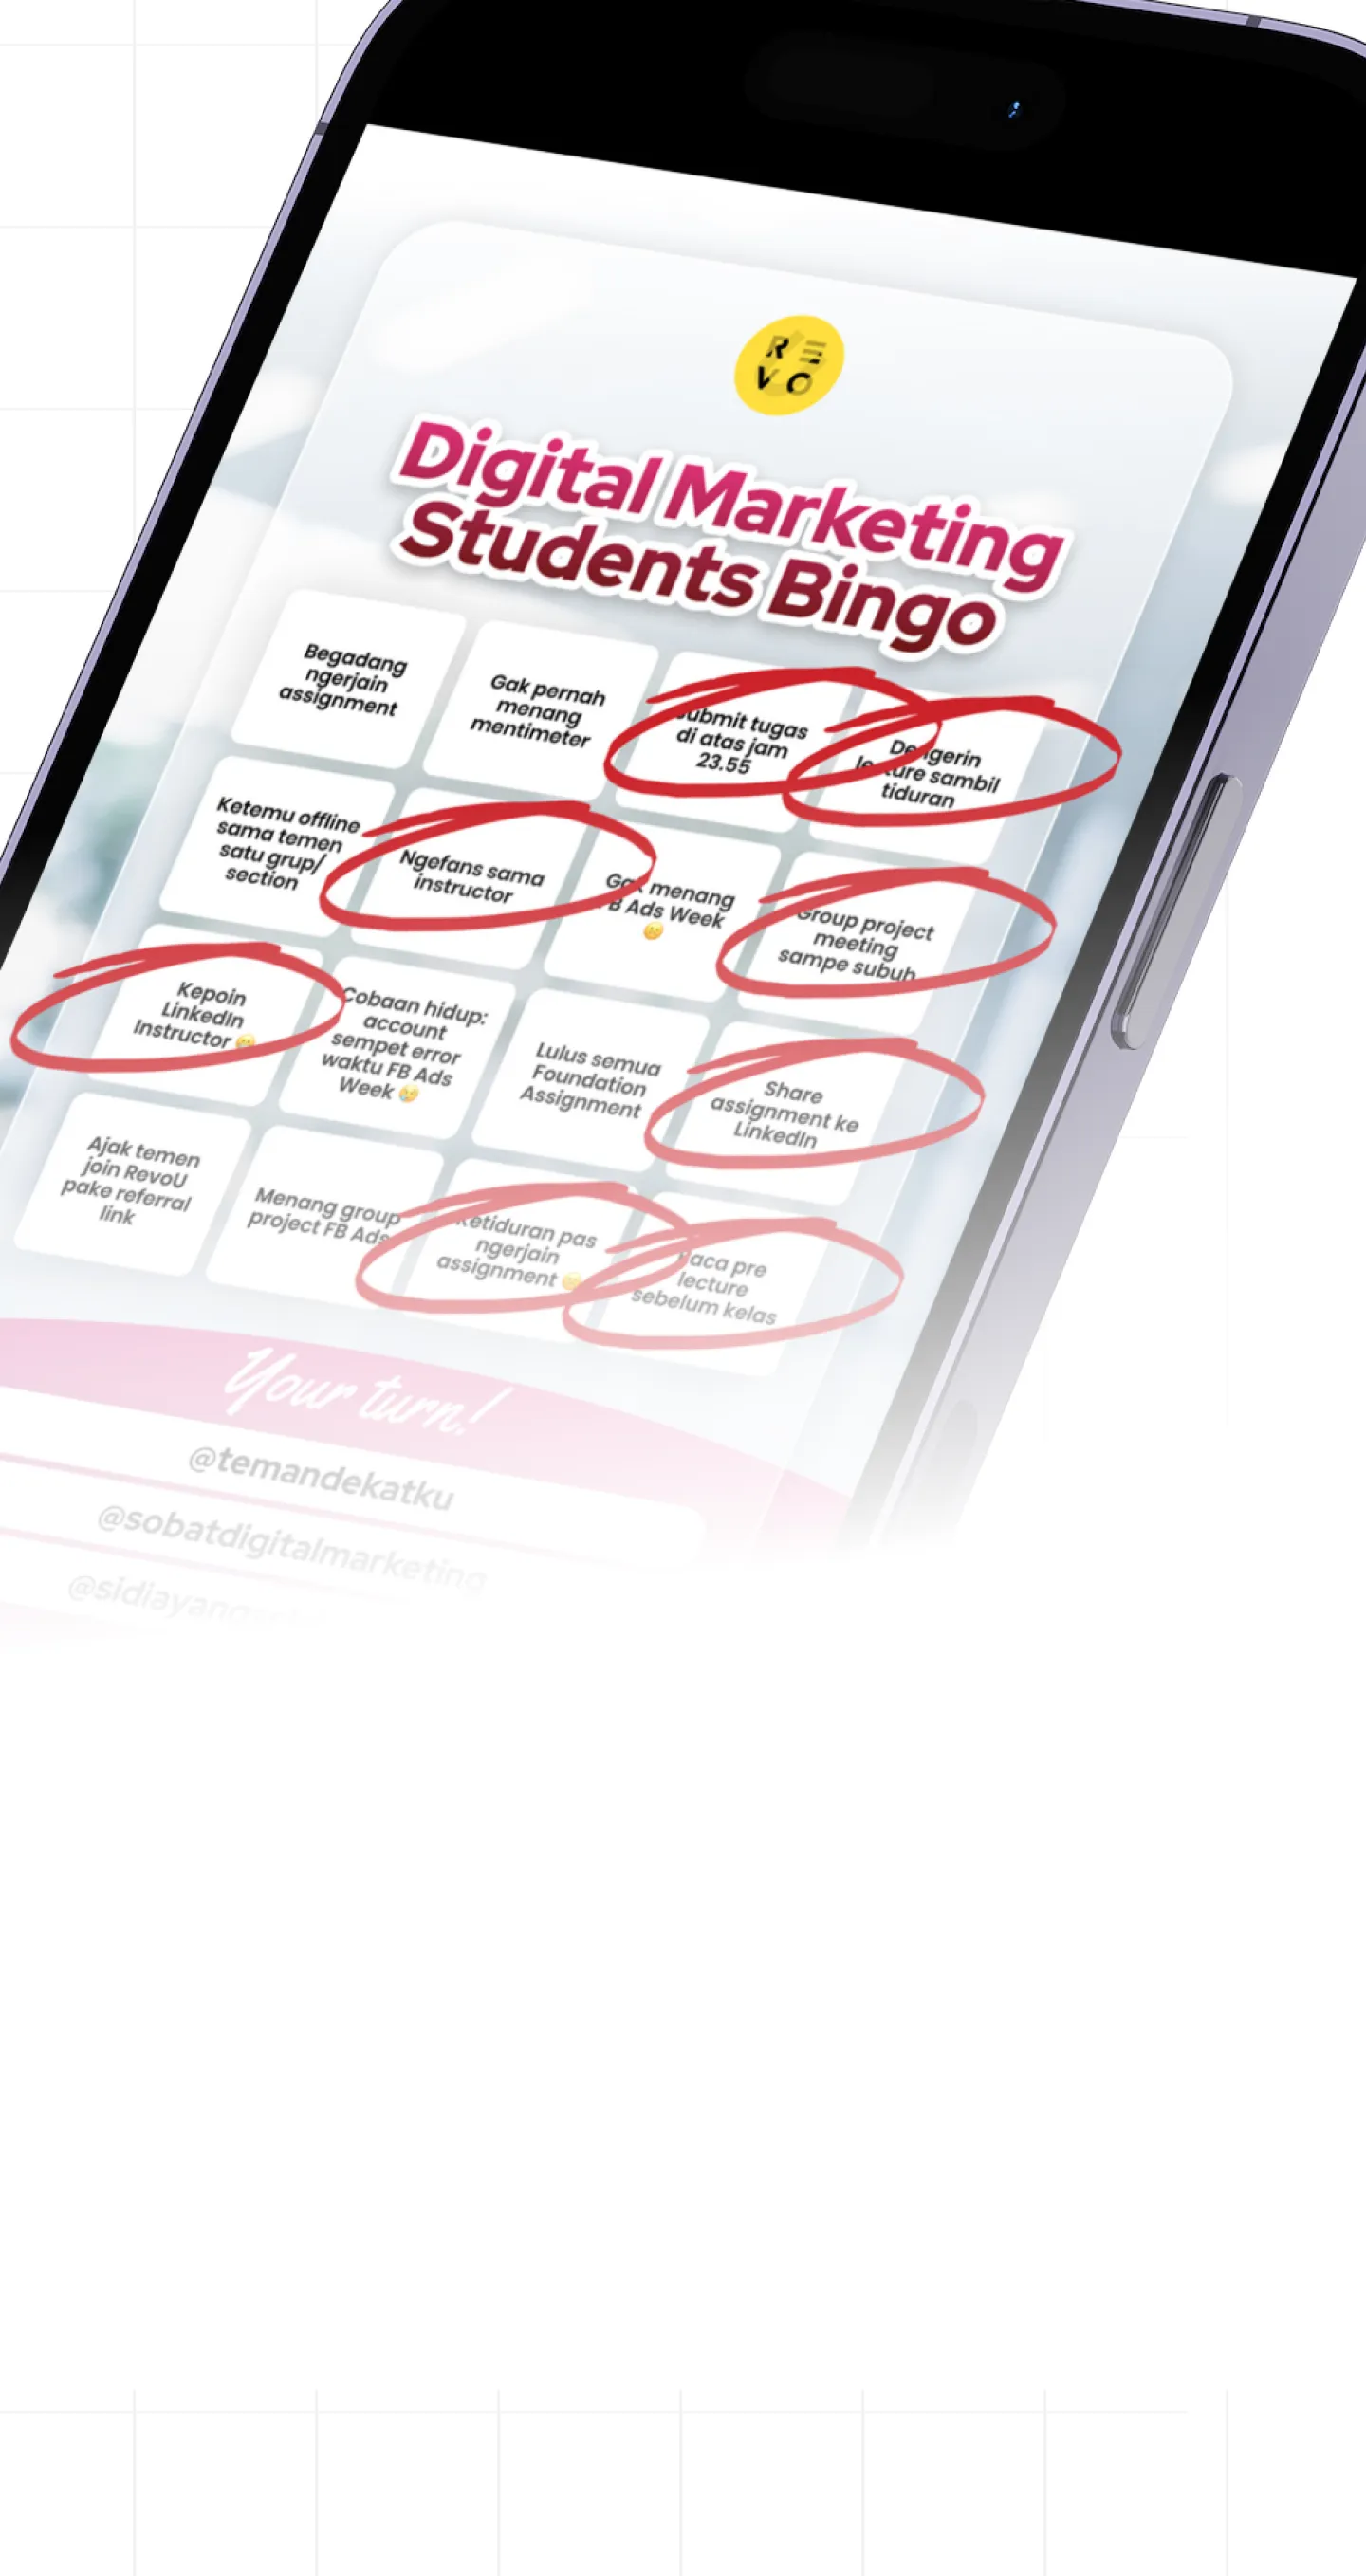 R E
V O
Digital Marketing
Students Bingo
Begadang
ngerjain
assignment
Gak pernah
menang
mentimeter
Submit tugas
di atas jam
23.55
Dengerin
lecture sambil
tiduran
Ketemu offline
sama temen
satu grup/
section
Ngefans sama
instructor
Gak menang
FB Ads Week
😕
Group project
meeting
sampe subuh
Kepoin
LinkedIn
Instructor 😁
Cobaan hidup:
account
sempet error
waktu FB Ads
Week 😢
Lulus semua
Foundation
Assignment
Share
assignment ke
LinkedIn
Ajak temen
join RevoU
pake referral
link
Menang group
project FB Ads
Ketiduran pas
ngerjain
assignment
Baca pre
lecture
sebelum kelas
Your turn!
@temandekatku
@sobatdigitalmarketing